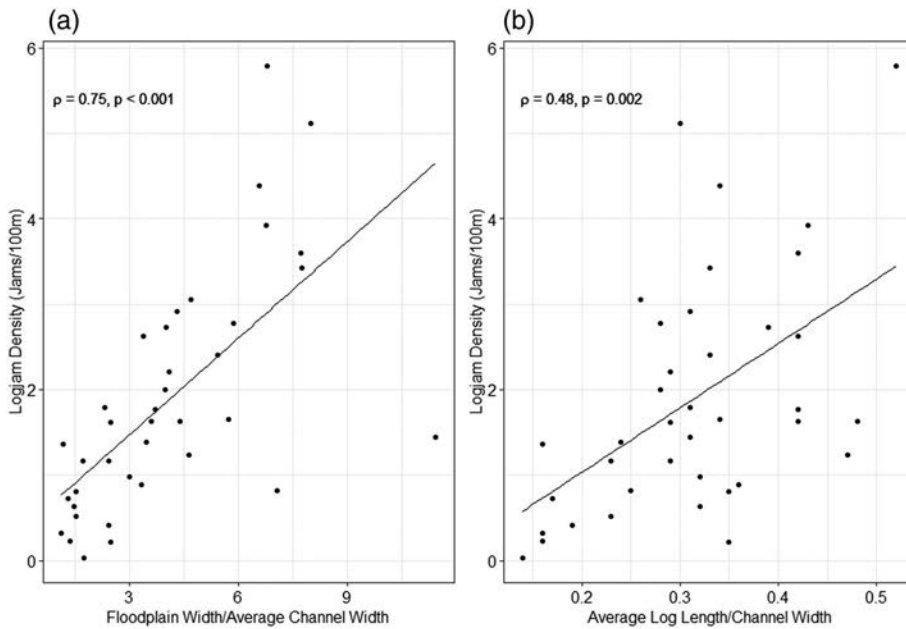 (a)
6
ρ = 0.75, p < 0.001
4
2
0
Logjam Density (Jams/100m)
3 6 9
Floodplain Width/Average Channel Width
(b)
6
ρ = 0.48, p = 0.002
4
2
0
Logjam Density (Jams/100m)
0.2 0.3 0.4 0.5
Average Log Length/Channel Width